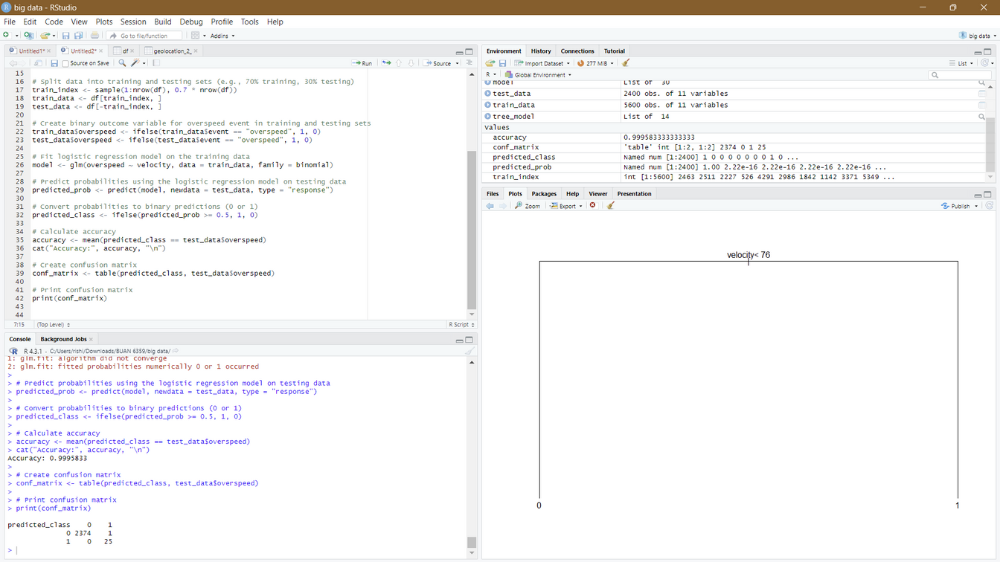 big data - RStudio
File Edit Code View Plots Session Build Debug Profile Tools Help
Go to file/function Addins big data
Untitled1* Untitled2* df geolocation_2_
Source on Save Run Source
15
16 # Split data into training and testing sets (e.g., 70% training, 30% testing)
17 train_index <- sample(1:nrow(df), 0.7 * nrow(df))
18 train_data <- df[train_index, ]
19 test_data <- df[-train_index, ]
20
21 # Create binary outcome variable for overspeed event in training and testing sets
22 train_data$overspeed <- ifelse(train_data$event == "overspeed", 1, 0)
23 test_data$overspeed <- ifelse(test_data$event == "overspeed", 1, 0)
24
25 # Fit logistic regression model on the training data
26 model <- glm(overspeed ~ velocity, data = train_data, family = binomial)
27
28 # Predict probabilities using the logistic regression model on testing data
29 predicted_prob <- predict(model, newdata = test_data, type = "response")
30
31 # Convert probabilities to binary predictions (0 or 1)
32 predicted_class <- ifelse(predicted_prob >= 0.5, 1, 0)
33
34 # Calculate accuracy
35 accuracy <- mean(predicted_class == test_data$overspeed)
36 cat("Accuracy:", accuracy, "\n")
37
38 # Create confusion matrix
39 conf_matrix <- table(predicted_class, test_data$overspeed)
40
41 # Print confusion matrix
42 print(conf_matrix)
43
44
7:15 (Top Level) R Script
Console Background Jobs
R 4.3.1 · C:/Users/rishi/Downloads/BUAN 6359/big data/
1: glm.fit: algorithm did not converge
2: glm.fit: fitted probabilities numerically 0 or 1 occurred
>
> # Predict probabilities using the logistic regression model on testing data
> predicted_prob <- predict(model, newdata = test_data, type = "response")
>
> # Convert probabilities to binary predictions (0 or 1)
> predicted_class <- ifelse(predicted_prob >= 0.5, 1, 0)
>
> # Calculate accuracy
> accuracy <- mean(predicted_class == test_data$overspeed)
> cat("Accuracy:", accuracy, "\n")
Accuracy: 0.9995833
>
> # Create confusion matrix
> conf_matrix <- table(predicted_class, test_data$overspeed)
>
> # Print confusion matrix
> print(conf_matrix)
predicted_class 0 1
0 2374 1
1 0 25
>
Environment History Connections Tutorial
Import Dataset 277 MiB List
R Global Environment
model List of 30
test_data 2400 obs. of 11 variables
train_data 5600 obs. of 11 variables
tree_model List of 14
Values
accuracy 0.999583333333333
conf_matrix 'table' int [1:2, 1:2] 2374 0 1 25
predicted_class Named num [1:2400] 1 0 0 0 0 0 0 0 1 0 ...
predicted_prob Named num [1:2400] 1.00 2.22e-16 2.22e-16 2.22e-16 2.22e-16 ...
train_index int [1:5600] 2463 2511 2227 526 4291 2986 1842 1142 3371 5349 ...
Files Plots Packages Help Viewer Presentation
Zoom Export Publish
velocity< 76
0 1